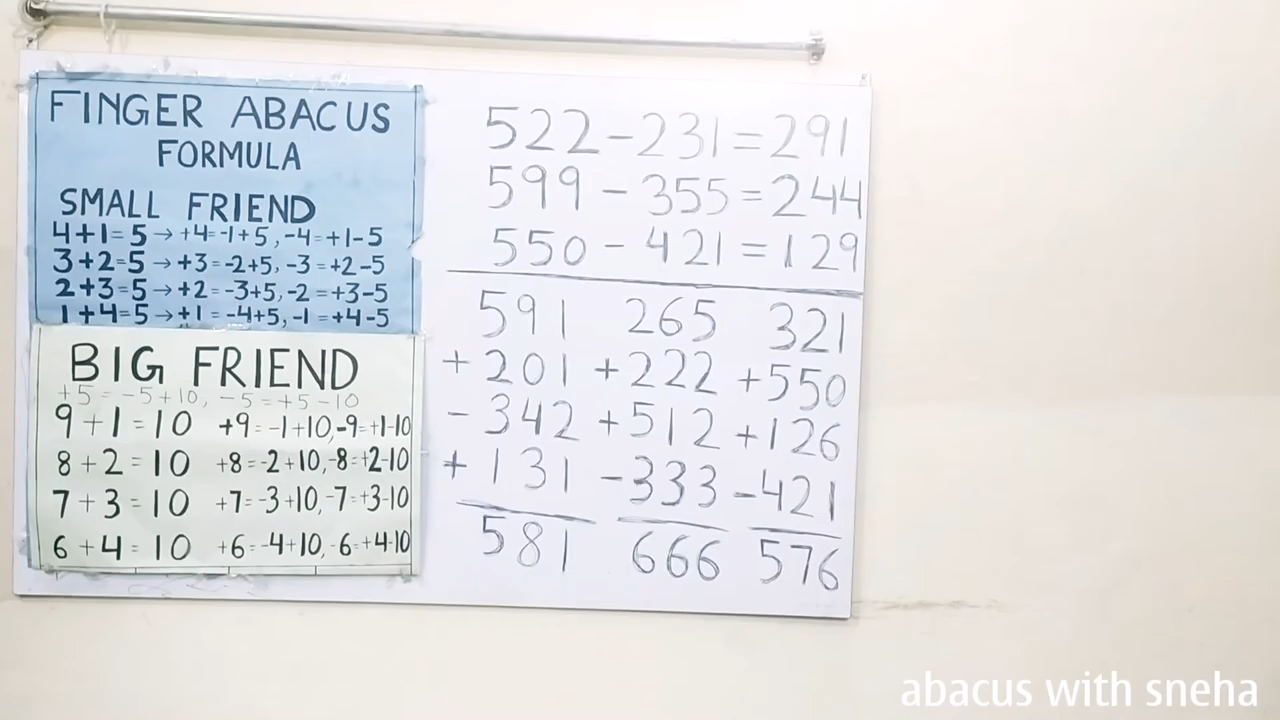 FINGER ABACUS
FORMULA
SMALL FRIEND
4+1=5→+4=-1+5,-4=+1-5
3+2=5→+3=-2+5,-3=+2-5
2+3=5→+2=-3+5,-2=+3-5
1+4=5→+1=-4+5,-1=+4-5
BIG FRIEND
+5=-5+10,-5=+5-10
9+1=10 +9=-1+10,-9=+1-10
8+2=10 +8=-2+10,-8=+2-10
7+3=10 +7=-3+10,-7=+3-10
6+4=10 +6=-4+10,-6=+4-10
522-231=291
599-355=244
550-421=129
591 265 321
+201 +222 +550
-342 +512 +126
+131 -333 -421
581 666 576
abacus with sneha